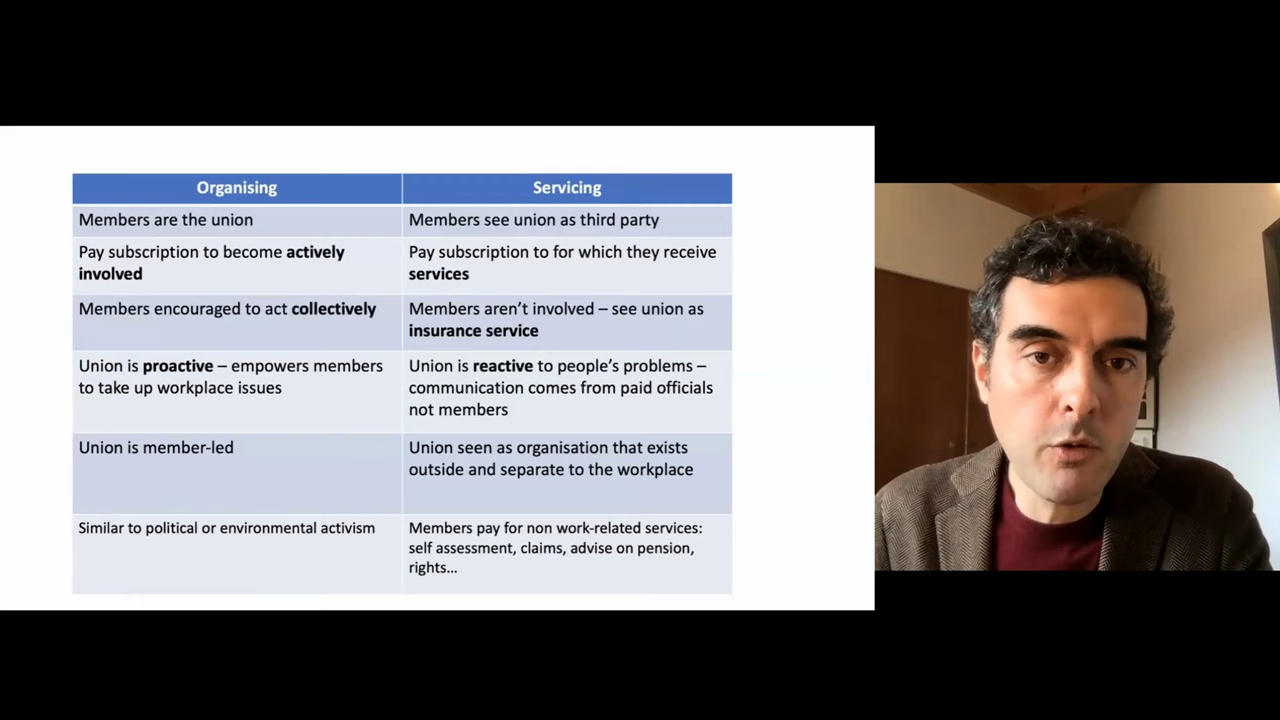 Organising
Servicing
Members are the union
Members see union as third party
Pay subscription to become actively
involved
Pay subscription to for which they receive
services
Members encouraged to act collectively
Members aren't involved – see union as
insurance service
Union is proactive – empowers members
to take up workplace issues
Union is reactive to people's problems –
communication comes from paid officials
not members
Union is member-led
Union seen as organisation that exists
outside and separate to the workplace
Similar to political or environmental activism
Members pay for non work-related services:
self assessment, claims, advise on pension,
rights...